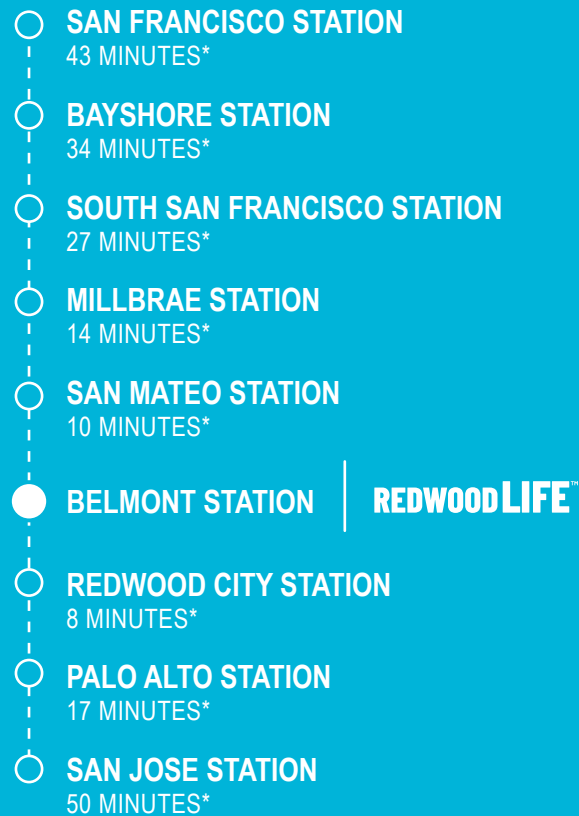 SAN FRANCISCO STATION
43 MINUTES*
BAYSHORE STATION
34 MINUTES*
SOUTH SAN FRANCISCO STATION
27 MINUTES*
MILLBRAE STATION
14 MINUTES*
SAN MATEO STATION
10 MINUTES*
BELMONT STATION | REDWOOD LIFE™
REDWOOD CITY STATION
8 MINUTES*
PALO ALTO STATION
17 MINUTES*
SAN JOSE STATION
50 MINUTES*